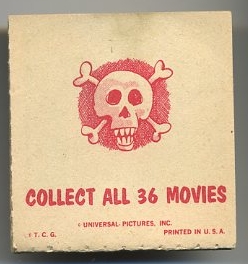 COLLECT ALL 36 MOVIES
© UNIVERSAL PICTURES, INC.
© T. C. G. PRINTED IN U. S. A.